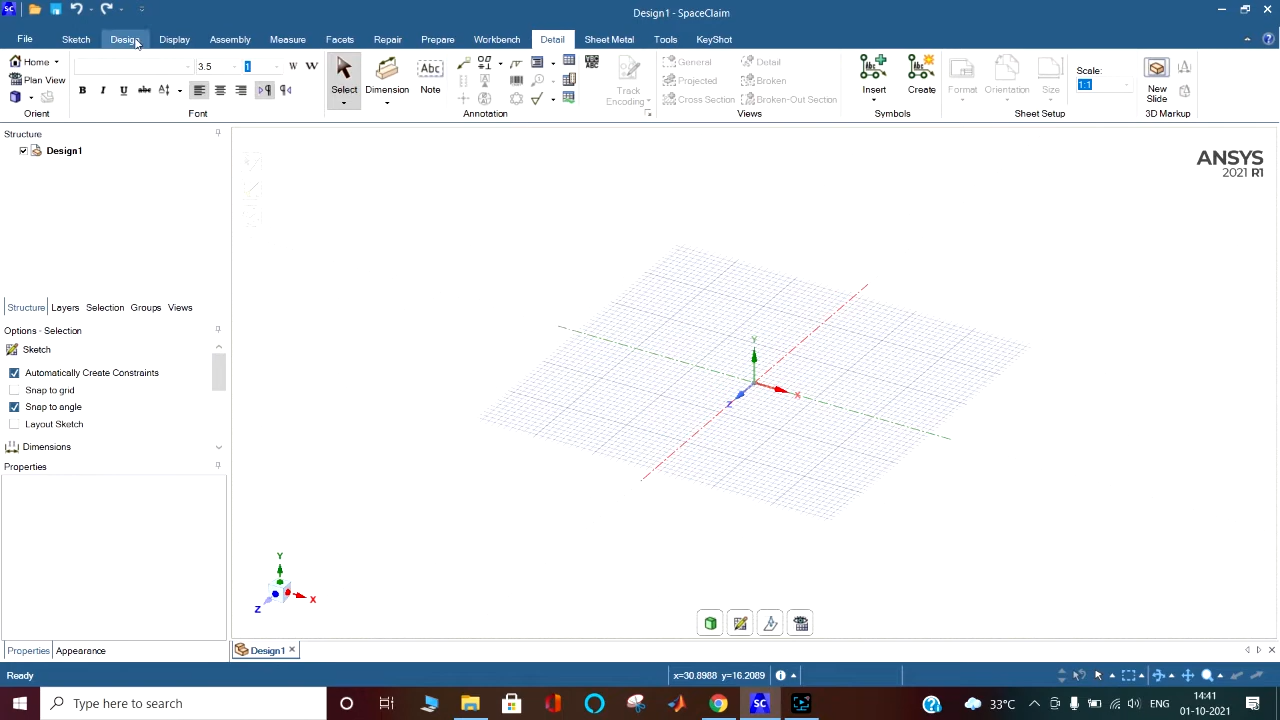 Design1 - SpaceClaim
File Sketch Design Display Assembly Measure Facets Repair Prepare Workbench Detail Sheet Metal Tools KeyShot
Home
Plan View
Orient
3.5 1
B I U abc
Font
Select
Dimension
Abc
Note
Annotation
Track
Encoding
General Detail
Projected Broken
Cross Section Broken-Out Section
Views
Insert Create
Symbols
Format Orientation Size
Scale:
1:1
Sheet Setup
New
Slide
3D Markup
Structure
Design1
ANSYS
2021 R1
Structure Layers Selection Groups Views
Options - Selection
Sketch
Automatically Create Constraints
Snap to grid
Snap to angle
Layout Sketch
Dimensions
Properties
Y
X
Z
Y
X
Z
Properties Appearance
Design1
Ready
x=30.8988 y=16.2089
Type here to search
33°C
ENG
14:41
01-10-2021